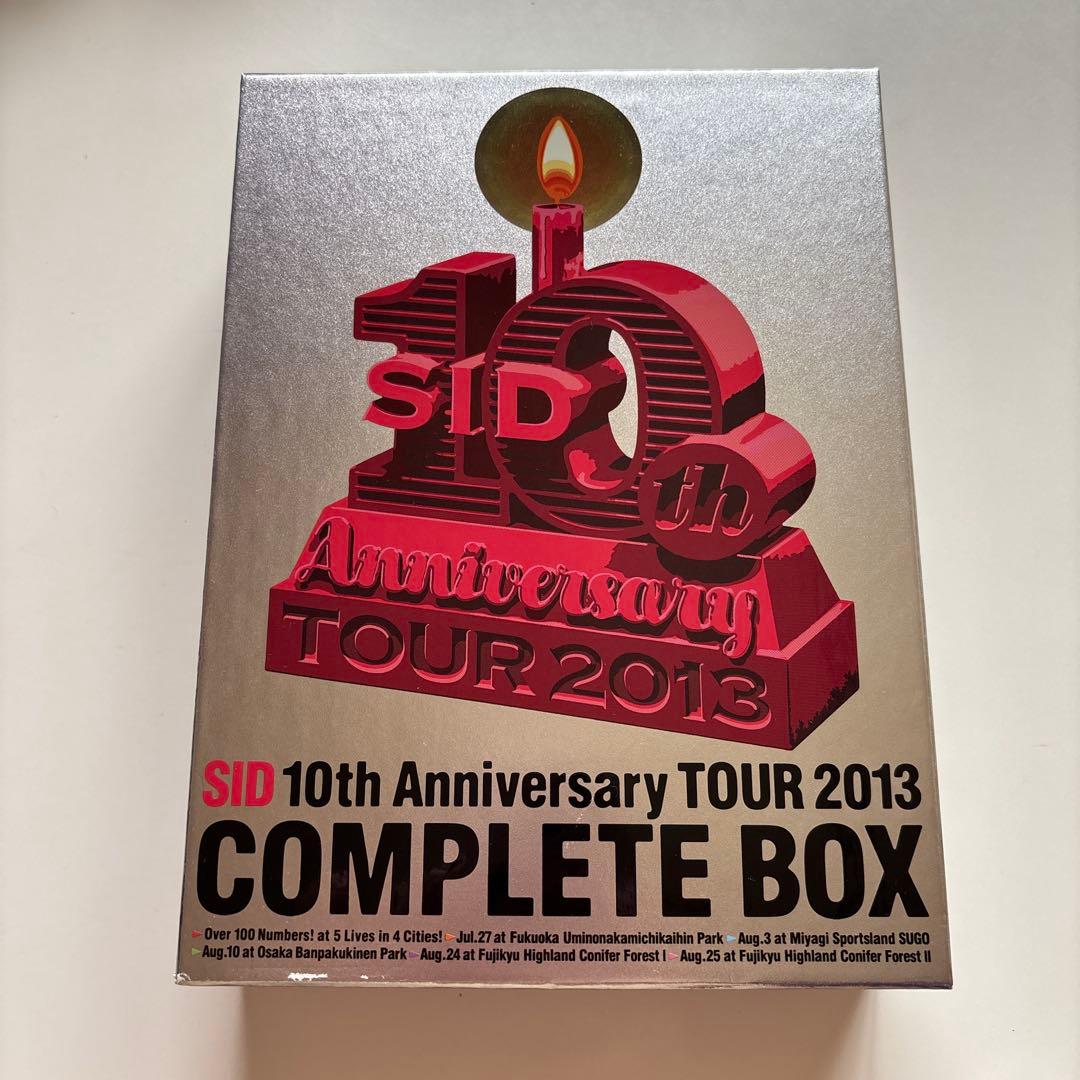 SID
10th
Anniversary
TOUR 2013
SID 10th Anniversary TOUR 2013
COMPLETE BOX
Over 100 Numbers! at 5 Lives in 4 Cities! Jul.27 at Fukuoka Uminonakamichikaihin Park Aug.3 at Miyagi Sportsland SUGO
Aug.10 at Osaka Banpakukinen Park Aug.24 at Fujikyu Highland Conifer Forest I Aug.25 at Fujikyu Highland Conifer Forest II